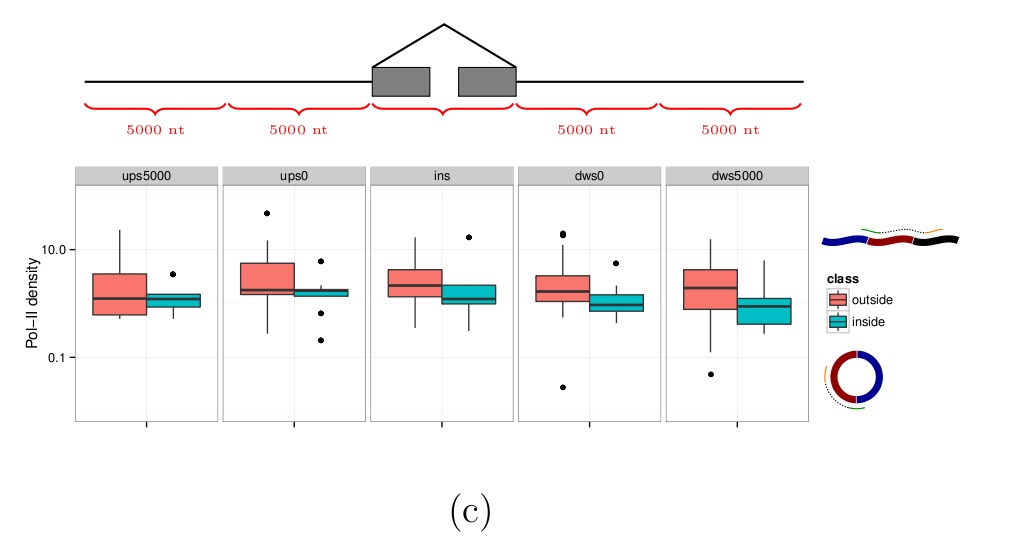 5000 nt 5000 nt 5000 nt 5000 nt
ups5000 ups0 ins dws0 dws5000
10.0
0.1
Pol−II density
class
outside
inside
(c)